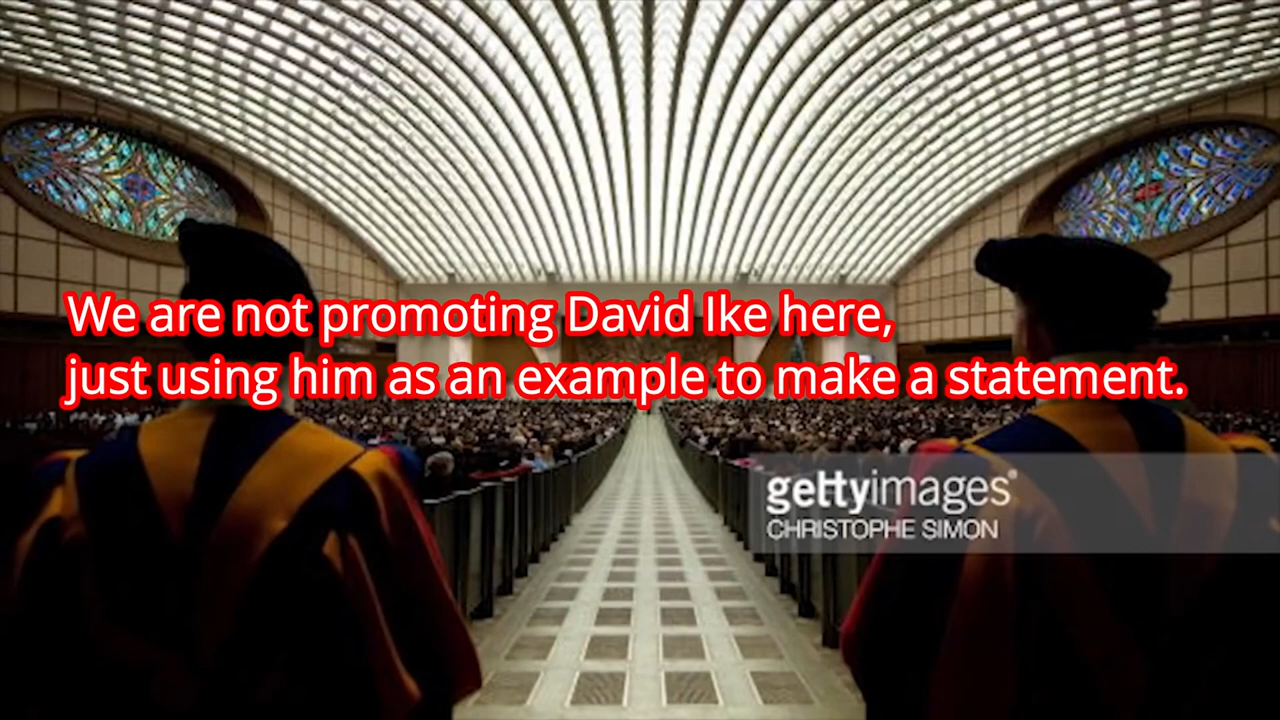 We are not promoting David Ike here,
just using him as an example to make a statement.
gettyimages®
CHRISTOPHE SIMON